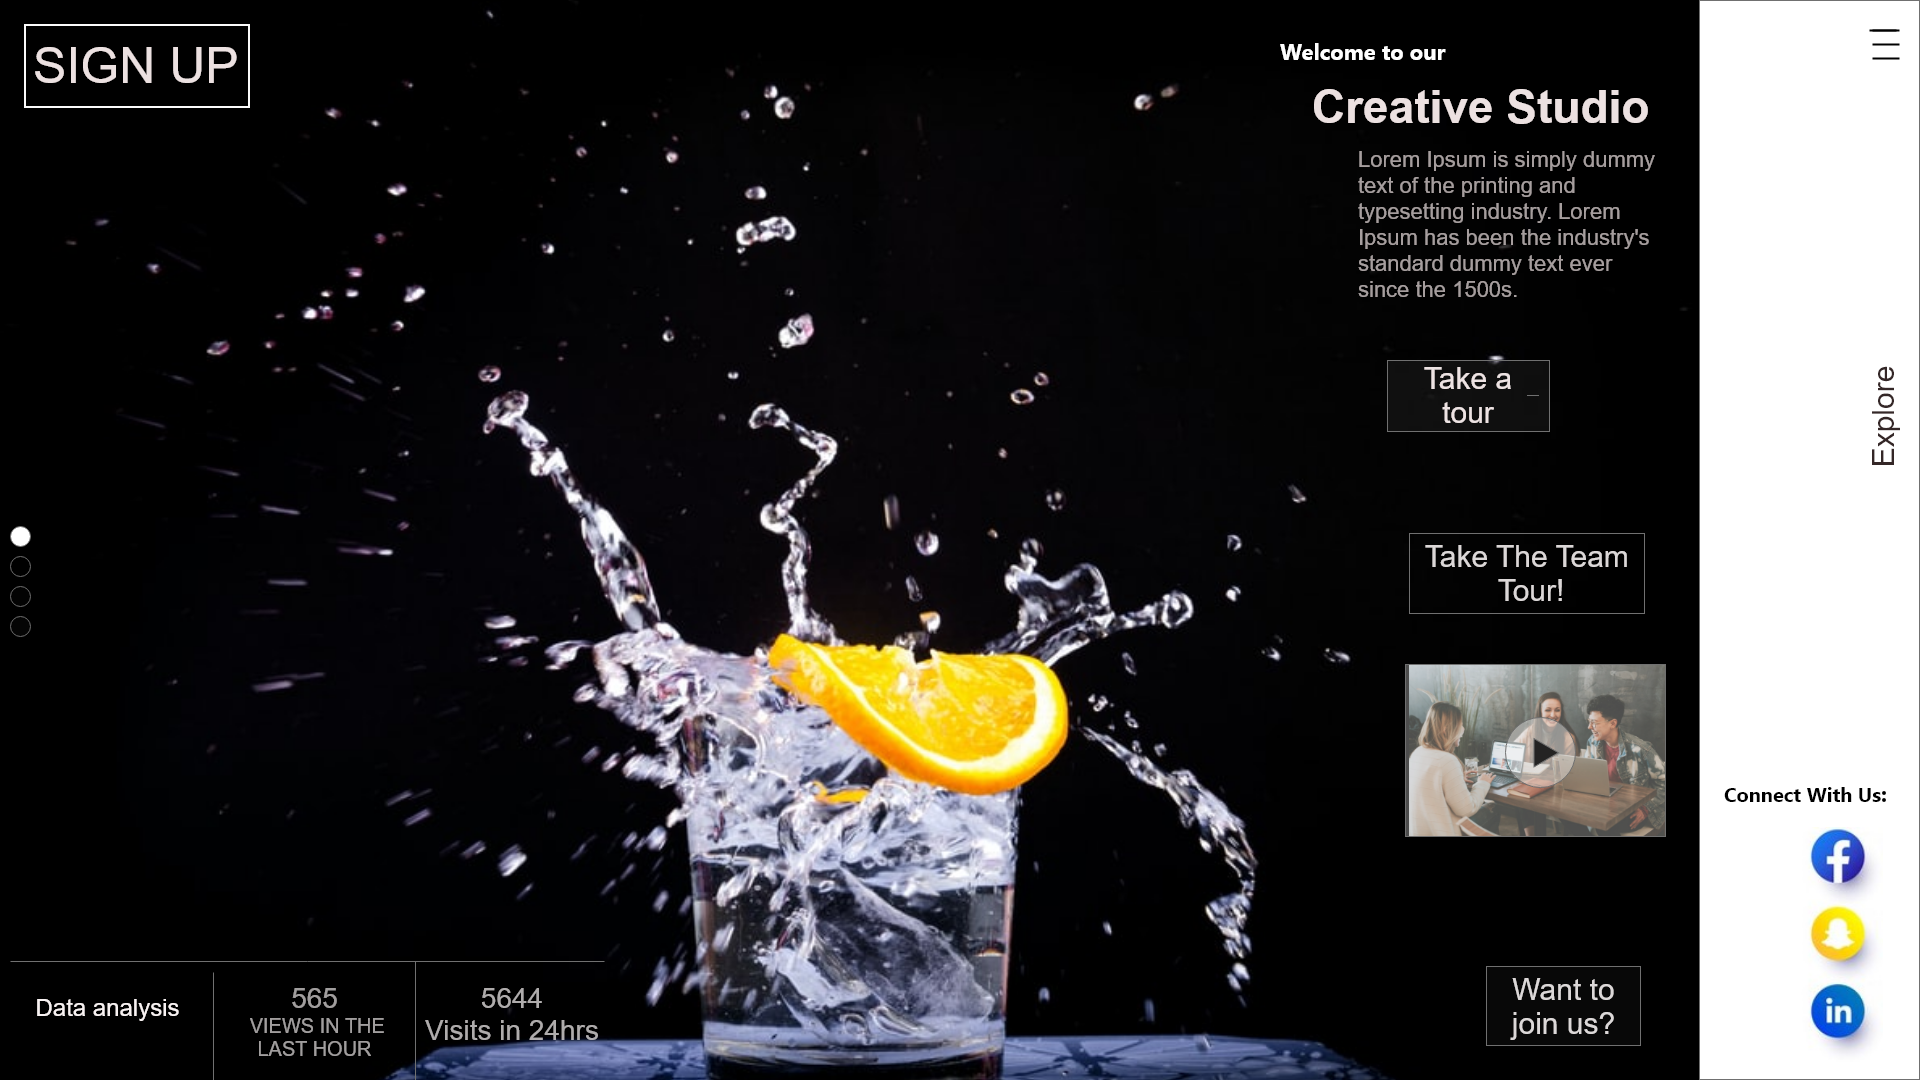 SIGN UP
Welcome to our
Creative Studio
Lorem Ipsum is simply dummy
text of the printing and
typesetting industry. Lorem
Ipsum has been the industry's
standard dummy text ever
since the 1500s.
Take a
tour
Explore
Take The Team
Tour!
Connect With Us:
Data analysis
565
VIEWS IN THE
LAST HOUR
5644
Visits in 24hrs
Want to
join us?
in